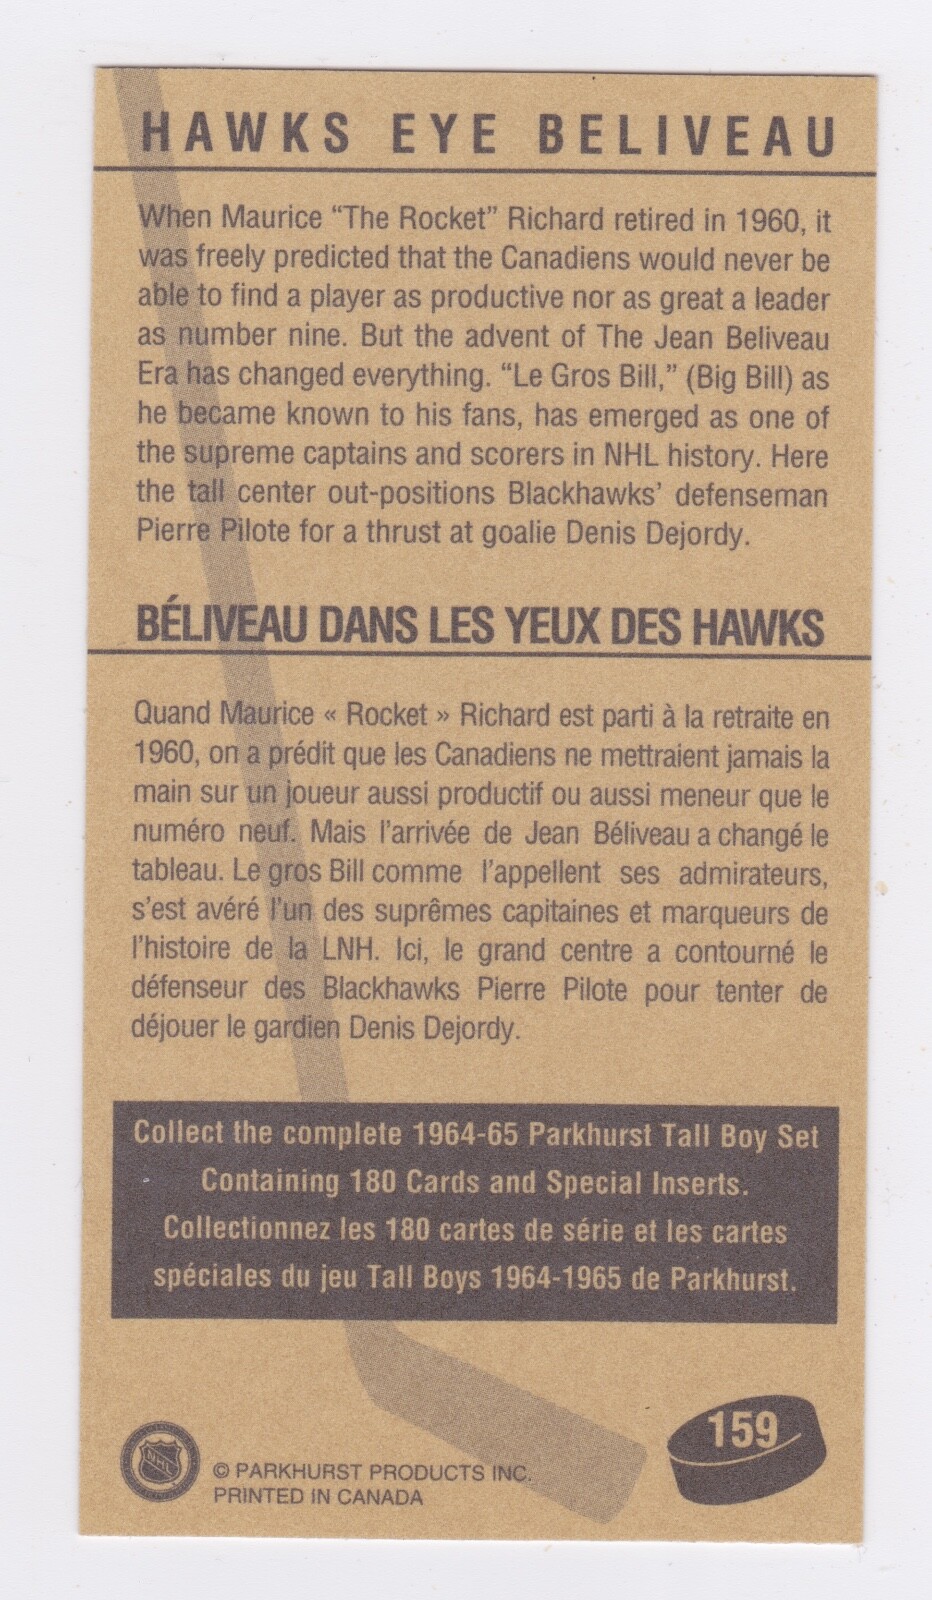 HAWKS EYE BELIVEAU
When Maurice “The Rocket” Richard retired in 1960, it
was freely predicted that the Canadiens would never be
able to find a player as productive nor as great a leader
as number nine. But the advent of The Jean Beliveau
Era has changed everything. “Le Gros Bill,” (Big Bill) as
he became known to his fans, has emerged as one of
the supreme captains and scorers in NHL history. Here
the tall center out-positions Blackhawks’ defenseman
Pierre Pilote for a thrust at goalie Denis Dejordy.
BÉLIVEAU DANS LES YEUX DES HAWKS
Quand Maurice « Rocket » Richard est parti à la retraite en
1960, on a prédit que les Canadiens ne mettraient jamais la
main sur un joueur aussi productif ou aussi meneur que le
numéro neuf. Mais l’arrivée de Jean Béliveau a changé le
tableau. Le gros Bill comme l’appellent ses admirateurs,
s’est avéré l’un des suprêmes capitaines et marqueurs de
l’histoire de la LNH. Ici, le grand centre a contourné le
défenseur des Blackhawks Pierre Pilote pour tenter de
déjouer le gardien Denis Dejordy.
Collect the complete 1964-65 Parkhurst Tall Boy Set
Containing 180 Cards and Special Inserts.
Collectionnez les 180 cartes de série et les cartes
spéciales du jeu Tall Boys 1964-1965 de Parkhurst.
159
NHL
© PARKHURST PRODUCTS INC.
PRINTED IN CANADA